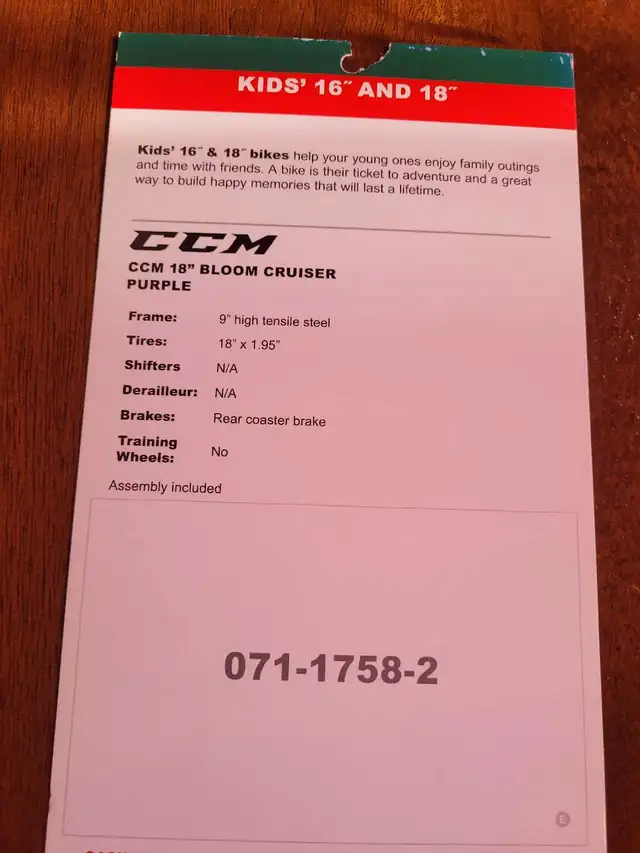 KIDS' 16″ AND 18″
Kids' 16″ & 18″ bikes help your young ones enjoy family outings
and time with friends. A bike is their ticket to adventure and a great
way to build happy memories that will last a lifetime.
CCM
CCM 18” BLOOM CRUISER
PURPLE
Frame: 9” high tensile steel
Tires: 18” x 1.95”
Shifters N/A
Derailleur: N/A
Brakes: Rear coaster brake
Training
Wheels: No
Assembly included
071-1758-2
E